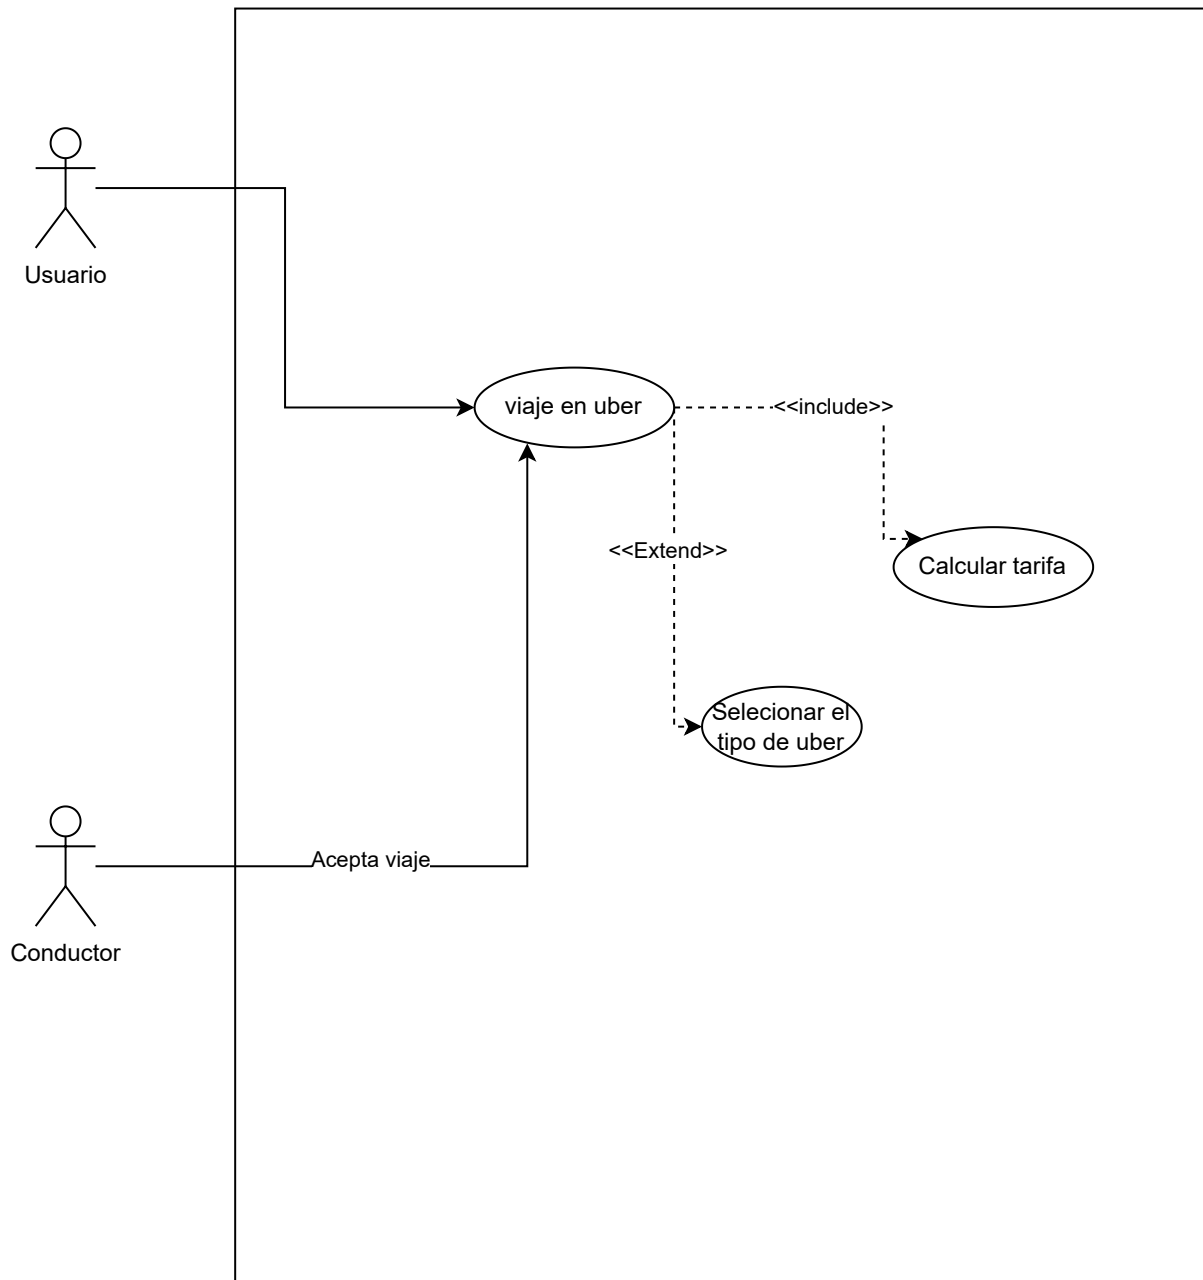 Usuario
viaje en uber
<<include>>
<<Extend>>
Calcular tarifa
Selecionar el
tipo de uber
Acepta viaje
Conductor